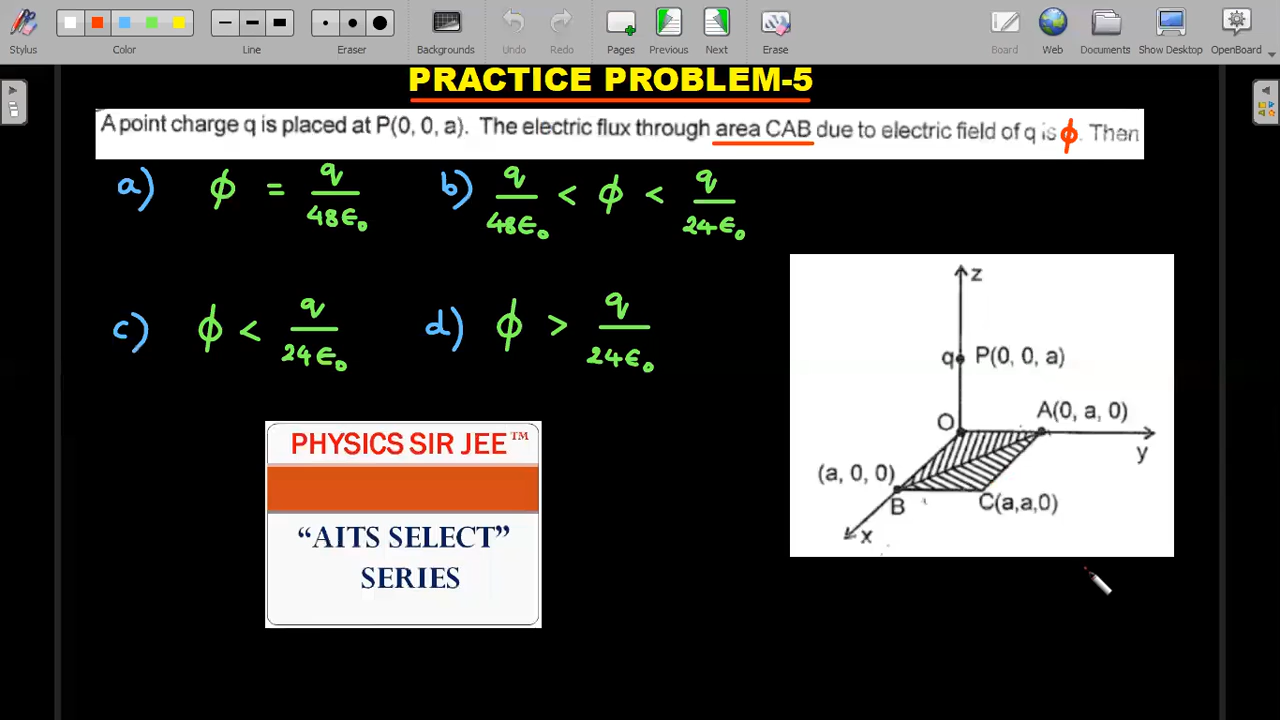 Stylus Color Line Eraser Backgrounds Undo Redo Pages Previous Next Erase Board Web Documents Show Desktop OpenBoard
PRACTICE PROBLEM-5
A point charge q is placed at P(0, 0, a). The electric flux through area CAB due to electric field of q is ϕ. Then
a) ϕ = q/48ε₀ b) q/48ε₀ < ϕ < q/24ε₀
c) ϕ < q/24ε₀ d) ϕ > q/24ε₀
z
q P(0, 0, a)
O A(0, a, 0)
y
(a, 0, 0)
B C(a,a,0)
x
PHYSICS SIR JEE™
“AITS SELECT”
SERIES